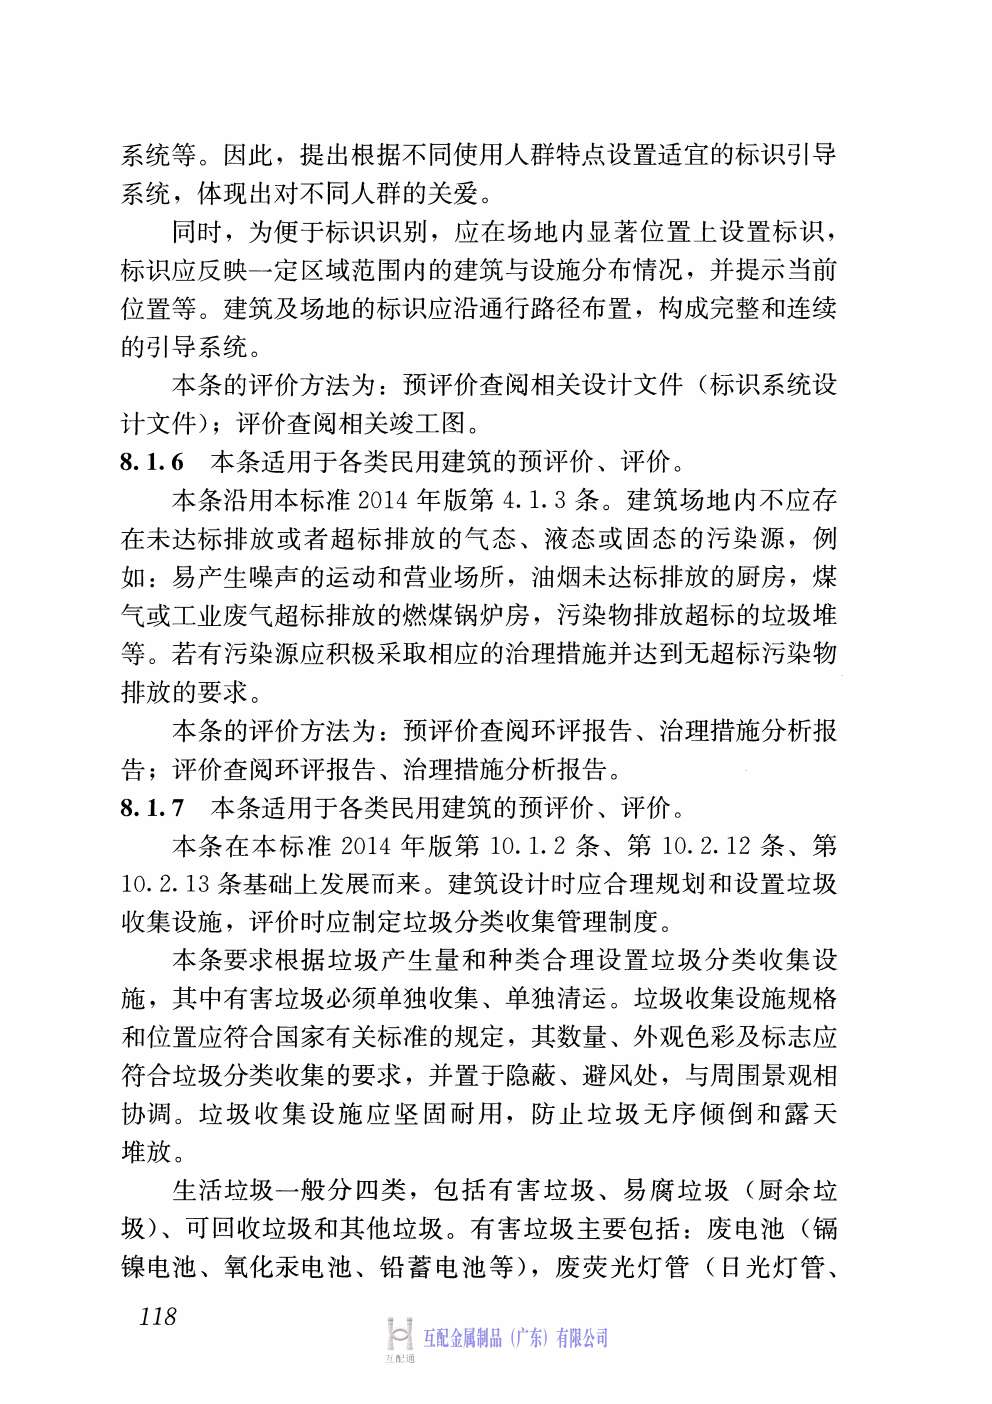 系统等。因此，提出根据不同使用人群特点设置适宜的标识引导
系统，体现出对不同人群的关爱。
同时，为便于标识识别，应在场地内显著位置上设置标识，
标识应反映一定区域范围内的建筑与设施分布情况，并提示当前
位置等。建筑及场地的标识应沿通行路径布置，构成完整和连续
的引导系统。
本条的评价方法为：预评价查阅相关设计文件（标识系统设
计文件）；评价查阅相关竣工图。
8.1.6 本条适用于各类民用建筑的预评价、评价。
本条沿用本标准 2014 年版第 4.1.3 条。建筑场地内不应存
在未达标排放或者超标排放的气态、液态或固态的污染源，例
如：易产生噪声的运动和营业场所，油烟未达标排放的厨房，煤
气或工业废气超标排放的燃煤锅炉房，污染物排放超标的垃圾堆
等。若有污染源应积极采取相应的治理措施并达到无超标污染物
排放的要求。
本条的评价方法为：预评价查阅环评报告、治理措施分析报
告；评价查阅环评报告、治理措施分析报告。
8.1.7 本条适用于各类民用建筑的预评价、评价。
本条在本标准 2014 年版第 10.1.2 条、第 10.2.12 条、第
10.2.13 条基础上发展而来。建筑设计时应合理规划和设置垃圾
收集设施，评价时应制定垃圾分类收集管理制度。
本条要求根据垃圾产生量和种类合理设置垃圾分类收集设
施，其中有害垃圾必须单独收集、单独清运。垃圾收集设施规格
和位置应符合国家有关标准的规定，其数量、外观色彩及标志应
符合垃圾分类收集的要求，并置于隐蔽、避风处，与周围景观相
协调。垃圾收集设施应坚固耐用，防止垃圾无序倾倒和露天
堆放。
生活垃圾一般分四类，包括有害垃圾、易腐垃圾（厨余垃
圾）、可回收垃圾和其他垃圾。有害垃圾主要包括：废电池（镉
镍电池、氧化汞电池、铅蓄电池等），废荧光灯管（日光灯管、
118
互配金属制品（广东）有限公司
互配通